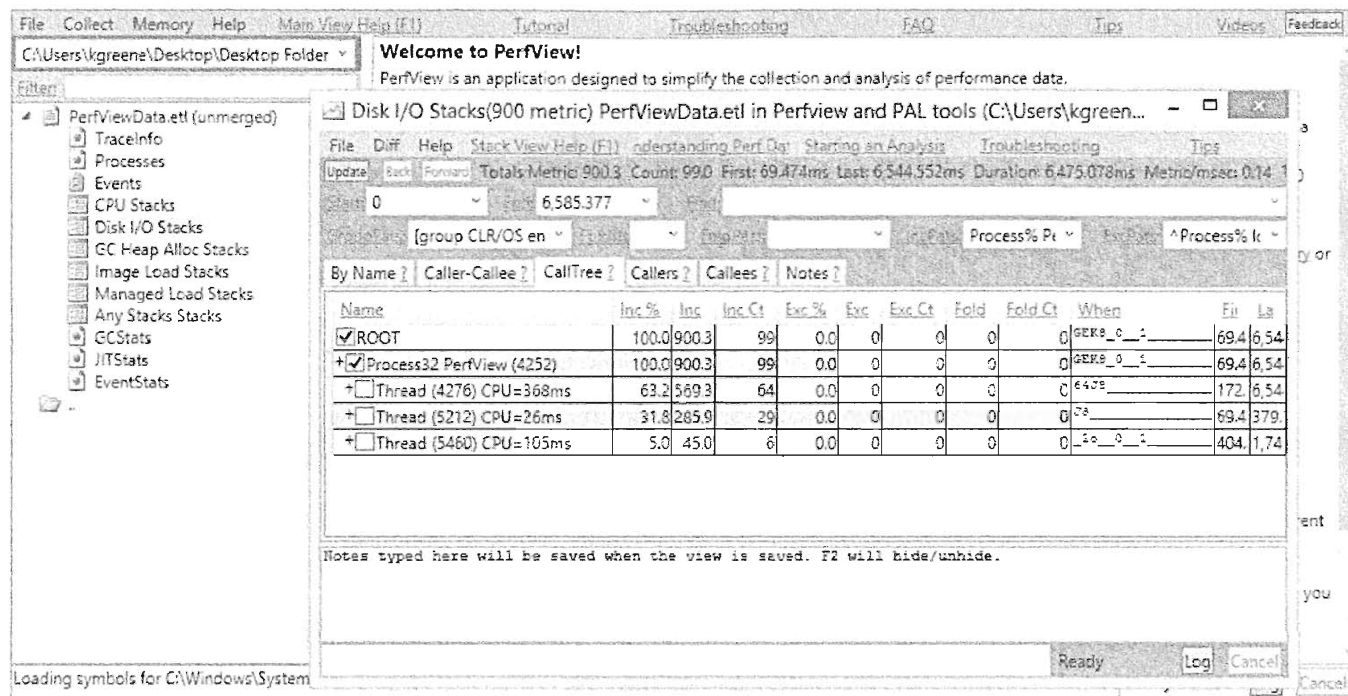 File Collect Memory Help Main View Help (F1) Tutorial Troubleshooting FAQ Tips Videos Feedback
C:\Users\kgreene\Desktop\Desktop Folder
Filter:
PerfViewData.etl (unmerged)
TraceInfo
Processes
Events
CPU Stacks
Disk I/O Stacks
GC Heap Alloc Stacks
Image Load Stacks
Managed Load Stacks
Any Stacks Stacks
GCStats
JITStats
EventStats
..
Welcome to PerfView!
PerfView is an application designed to simplify the collection and analysis of performance data.
Disk I/O Stacks(900 metric) PerfViewData.etl in Perfview and PAL tools (C:\Users\kgreen...
File Diff Help Stack View Help (F1) nderstanding Perf Dat Starting an Analysis Troubleshooting Tips
Update Back Forward Totals Metric: 900.3 Count: 99.0 First: 69.474ms Last: 6,544.552ms Duration: 6,475.078ms Metric/msec: 0.14
Start: 0 End: 6,585.377 Find:
GroupPats: [group CLR/OS en Process% Pe ^Process% Ic
By Name ? Caller-Callee ? CallTree ? Callers ? Callees ? Notes ?
Name Inc % Inc Inc Ct Exc % Exc Exc Ct Fold Fold Ct When Fir La
ROOT 100.0 900.3 99 0.0 0 0 0 0 69.4 6,54
+ Process32 PerfView (4252) 100.0 900.3 99 0.0 0 0 0 0 69.4 6,54
+ Thread (4276) CPU=368ms 63.2 569.3 64 0.0 0 0 0 0 172. 6,54
+ Thread (5212) CPU=26ms 31.8 285.9 29 0.0 0 0 0 0 69.4 379.
+ Thread (5460) CPU=105ms 5.0 45.0 6 0.0 0 0 0 0 404. 1,74
Notes typed here will be saved when the view is saved. F2 will hide/unhide.
Ready Log Cancel
Loading symbols for C:\Windows\System
Cancel
a
ry or
ent
you